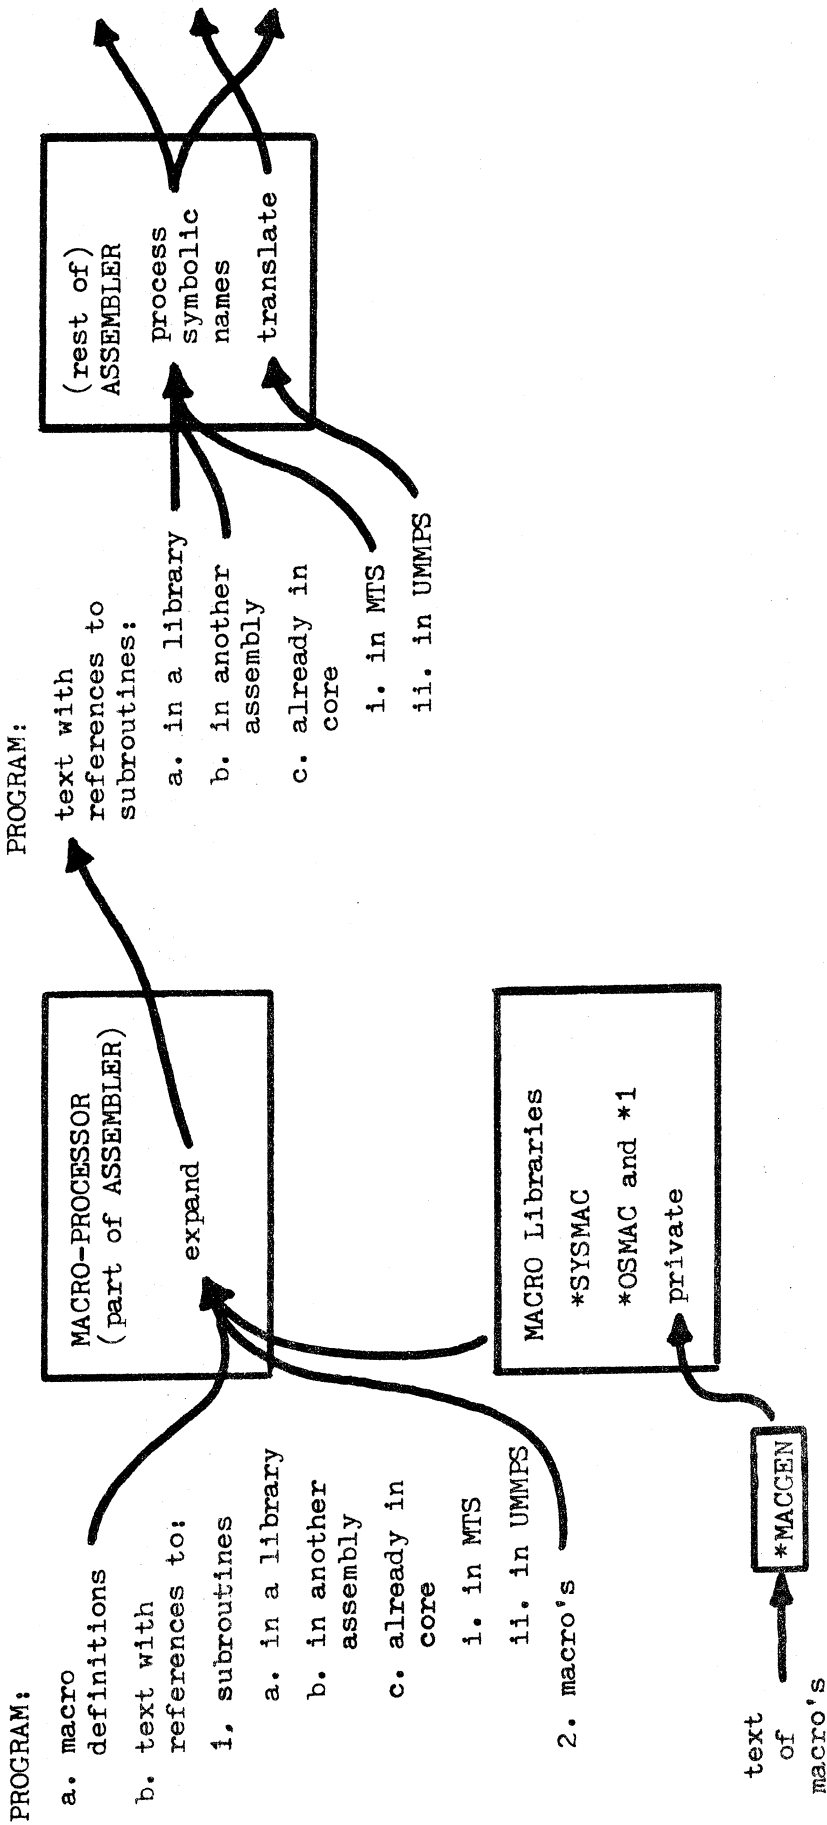 PROGRAM:
a. macro
definitions
b. text with
references to:
1. subroutines
a. in a library
b. in another
assembly
c. already in
core
i. in MTS
ii. in UMMPS
2. macro's
text
of
macro's
*MACGEN
MACRO-PROCESSOR
(part of ASSEMBLER)
expand
MACRO Libraries
*SYSMAC
*OSMAC and *1
private
PROGRAM:
text with
references to
subroutines:
a. in a library
b. in another
assembly
c. already in
core
i. in MTS
ii. in UMMPS
(rest of)
ASSEMBLER
process
symbolic
names
translate